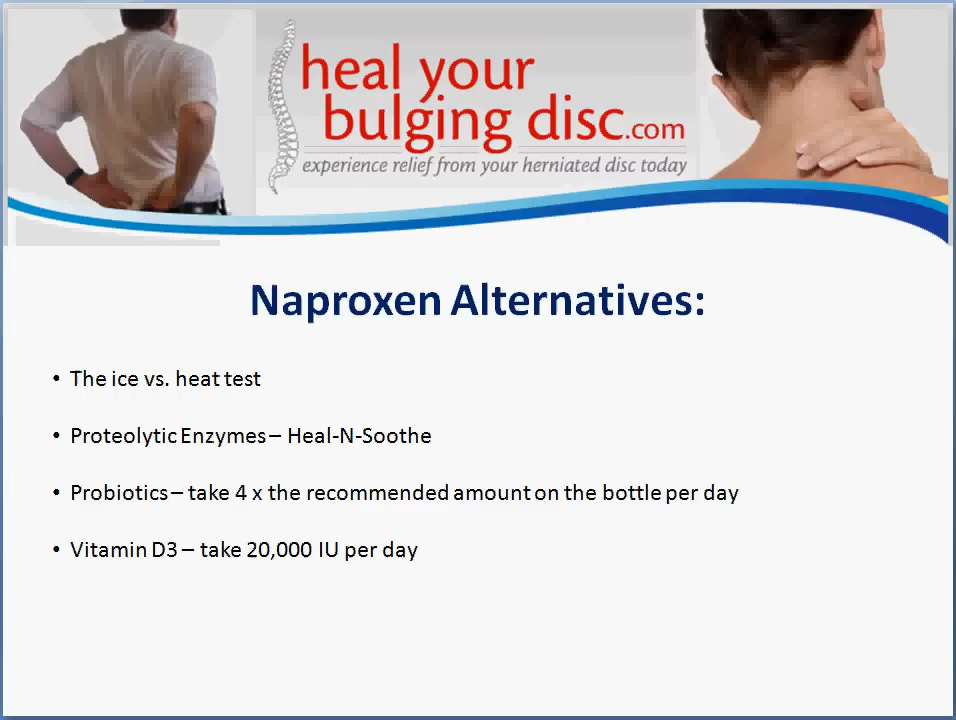 heal your
bulging disc.com
experience relief from your herniated disc today
Naproxen Alternatives:
• The ice vs. heat test
• Proteolytic Enzymes – Heal-N-Soothe
• Probiotics – take 4 x the recommended amount on the bottle per day
• Vitamin D3 – take 20,000 IU per day